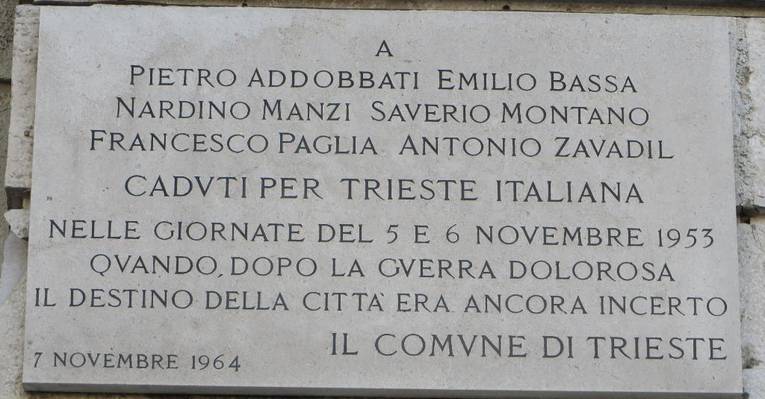 A
PIETRO ADDOBBATI EMILIO BASSA
NARDINO MANZI SAVERIO MONTANO
FRANCESCO PAGLIA ANTONIO ZAVADIL
CADVTI PER TRIESTE ITALIANA
NELLE GIORNATE DEL 5 E 6 NOVEMBRE 1953
QVANDO, DOPO LA GVERRA DOLOROSA
IL DESTINO DELLA CITTÀ ERA ANCORA INCERTO
IL COMVNE DI TRIESTE
7 NOVEMBRE 1964